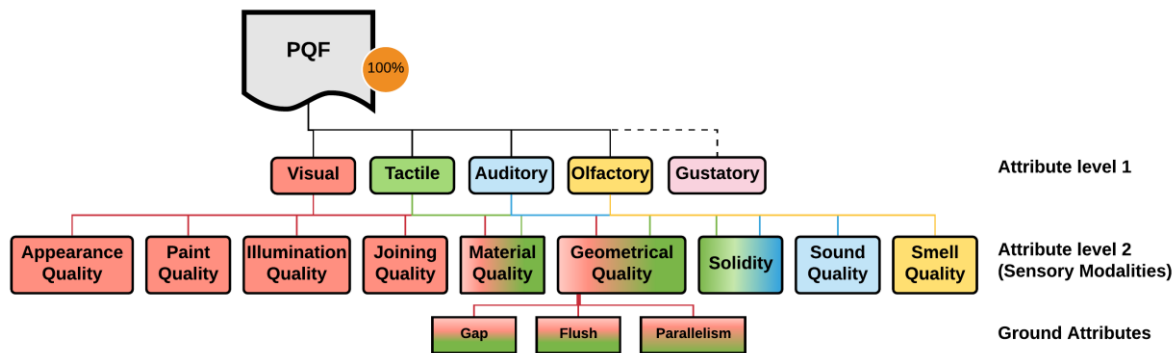 PQF
100%
Visual
Tactile
Auditory
Olfactory
Gustatory
Attribute level 1
Appearance
Quality
Paint
Quality
Illumination
Quality
Joining
Quality
Material
Quality
Geometrical
Quality
Solidity
Sound
Quality
Smell
Quality
Attribute level 2
(Sensory Modalities)
Gap
Flush
Parallelism
Ground Attributes